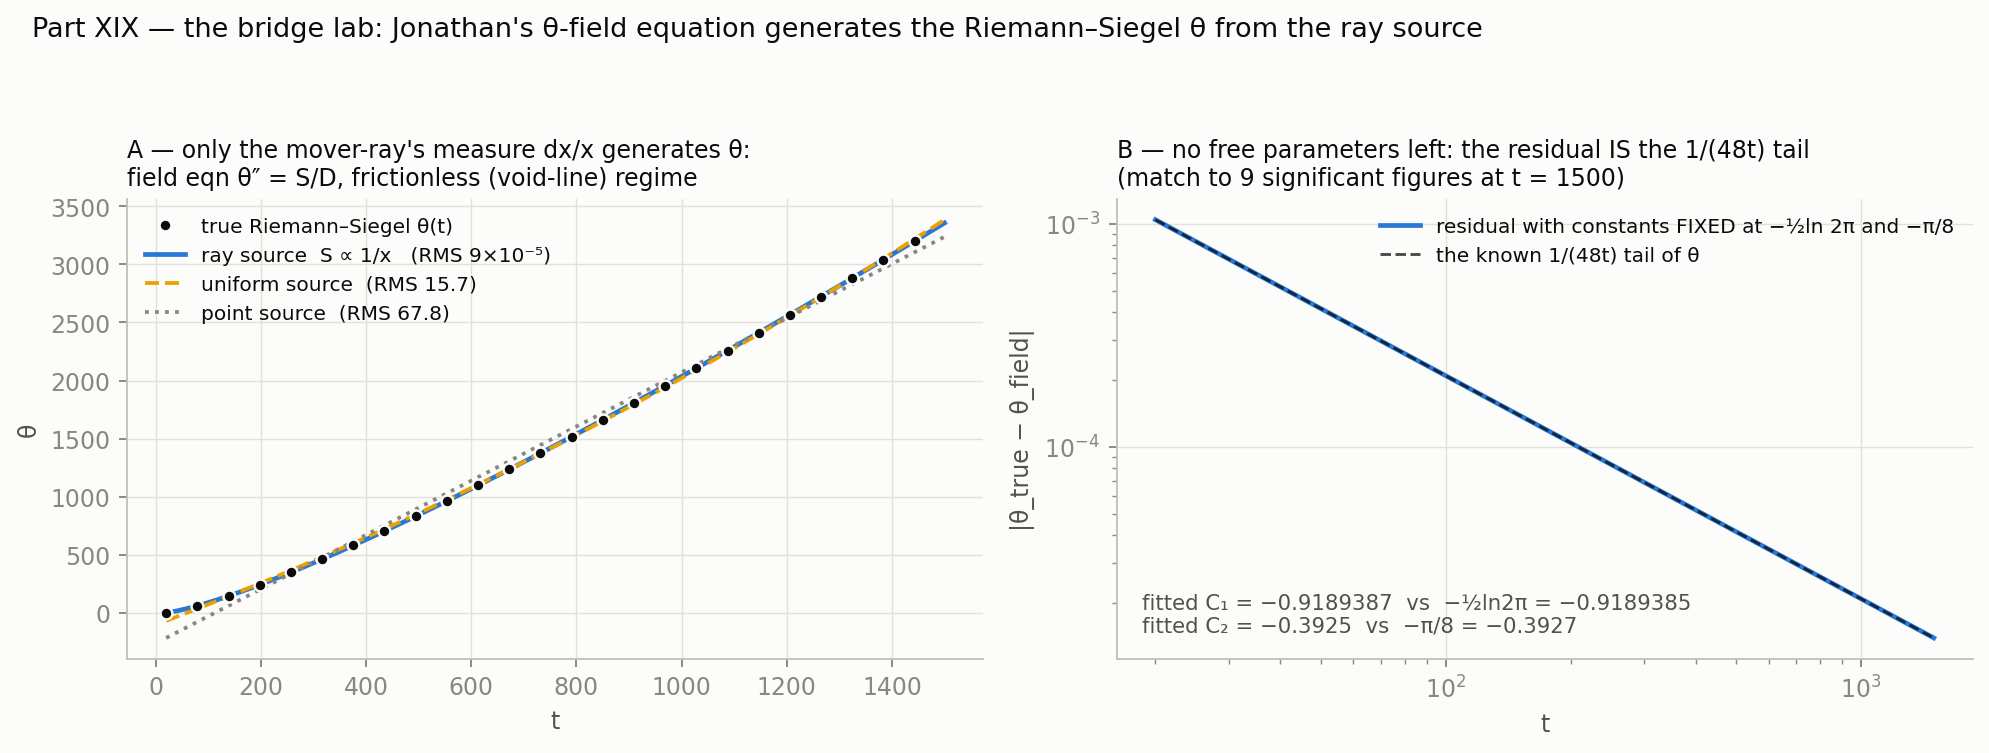 Part XIX — the bridge lab: Jonathan's θ-field equation generates the Riemann–Siegel θ from the ray source
A — only the mover-ray's measure dx/x generates θ:
field eqn θ″ = S/D, frictionless (void-line) regime
true Riemann–Siegel θ(t)
ray source  S ∝ 1/x   (RMS 9×10⁻⁵)
uniform source  (RMS 15.7)
point source  (RMS 67.8)
3500
3000
2500
2000
1500
1000
500
0
θ
0 200 400 600 800 1000 1200 1400
t
B — no free parameters left: the residual IS the 1/(48t) tail
(match to 9 significant figures at t = 1500)
residual with constants FIXED at −½ln 2π and −π/8
the known 1/(48t) tail of θ
10⁻³
10⁻⁴
|θ_true − θ_field|
fitted C₁ = −0.9189387  vs  −½ln2π = −0.9189385
fitted C₂ = −0.3925  vs  −π/8 = −0.3927
10² 10³
t